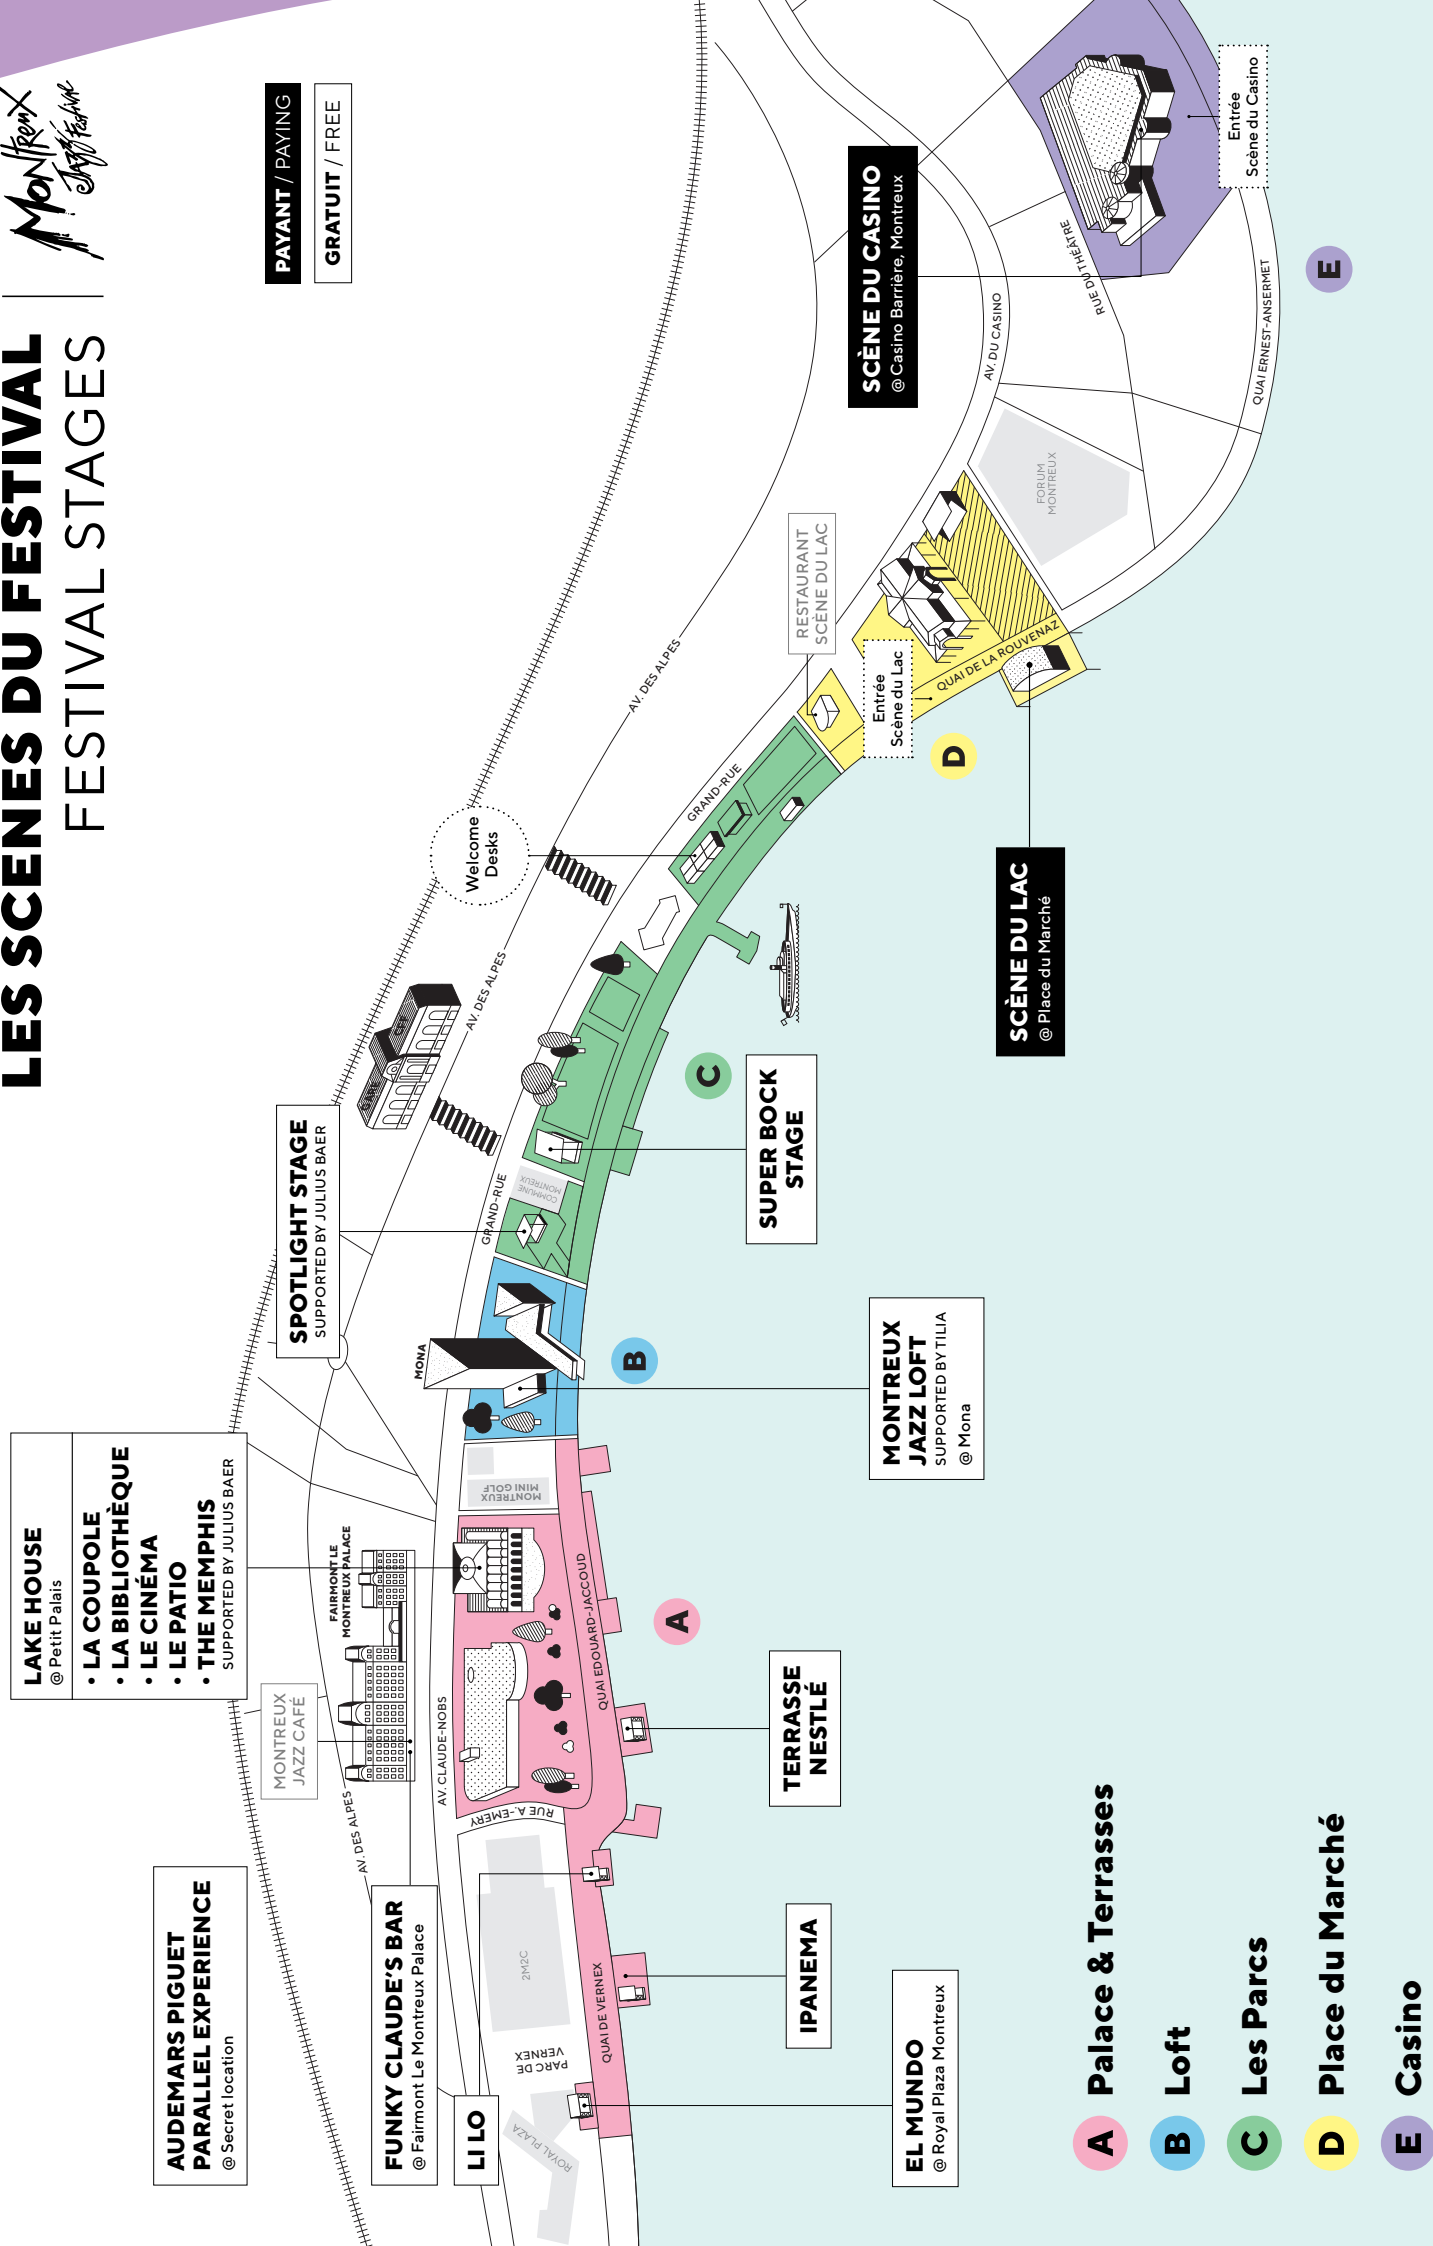 LES SCENES DU FESTIVAL
FESTIVAL STAGES
MONTREUX
Jazz Festival
PAYANT / PAYING
GRATUIT / FREE
LAKE HOUSE
@ Petit Palais
• LA COUPOLE
• LA BIBLIOTHÈQUE
• LE CINÉMA
• LE PATIO
• THE MEMPHIS
SUPPORTED BY JULIUS BAER
AUDEMARS PIGUET
PARALLEL EXPERIENCE
@ Secret location
MONTREUX
JAZZ CAFÉ
FAIRMONT LE
MONTREUX PALACE
FUNKY CLAUDE'S BAR
@ Fairmont Le Montreux Palace
LI LO
SPOTLIGHT STAGE
SUPPORTED BY JULIUS BAER
GARE
CFF
Welcome
Desks
AV. DES ALPES
AV. DES ALPES
AV. DES ALPES
AV. CLAUDE-NOBS
GRAND-RUE
GRAND-RUE
MONA
RUE A.-EMERY
2M2C
PARC DE
VERNEX
ROYAL PLAZA
MONTREUX
MINI GOLF
COMMUNE
MONTREUX
QUAI DE VERNEX
QUAI EDOUARD-JACCOUD
A
B
C
D
E
RESTAURANT
SCÈNE DU LAC
Entrée
Scène du Lac
QUAI DE LA ROUVENAZ
SCÈNE DU CASINO
@ Casino Barrière, Montreux
AV. DU CASINO
RUE DU THÉÂTRE
FORUM
MONTREUX
QUAI ERNEST-ANSERMET
Entrée
Scène du Casino
EL MUNDO
@ Royal Plaza Montreux
IPANEMA
TERRASSE
NESTLÉ
MONTREUX
JAZZ LOFT
SUPPORTED BY TILIA
@ Mona
SUPER BOCK
STAGE
SCÈNE DU LAC
@ Place du Marché
A Palace & Terrasses
B Loft
C Les Parcs
D Place du Marché
E Casino